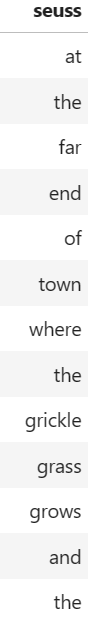 seuss
at
the
far
end
of
town
where
the
grickle
grass
grows
and
the